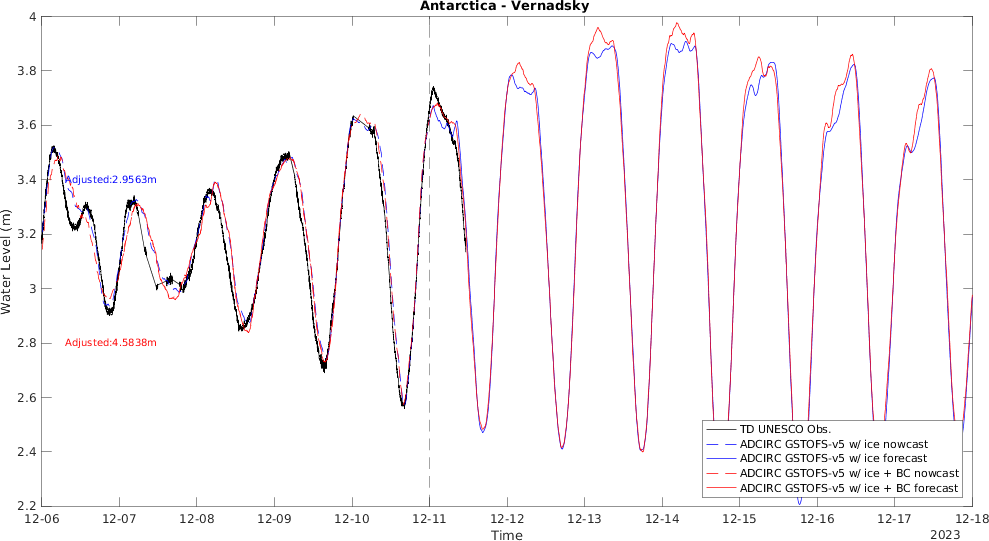 Antarctica - Vernadsky
4
3.8
3.6
3.4
3.2
3
2.8
2.6
2.4
2.2
Water Level (m)
Adjusted:2.9563m
Adjusted:4.5838m
TD UNESCO Obs.
ADCIRC GSTOFS-v5 w/ ice nowcast
ADCIRC GSTOFS-v5 w/ ice forecast
ADCIRC GSTOFS-v5 w/ ice + BC nowcast
ADCIRC GSTOFS-v5 w/ ice + BC forecast
12-06 12-07 12-08 12-09 12-10 12-11 12-12 12-13 12-14 12-15 12-16 12-17 12-18
Time
2023